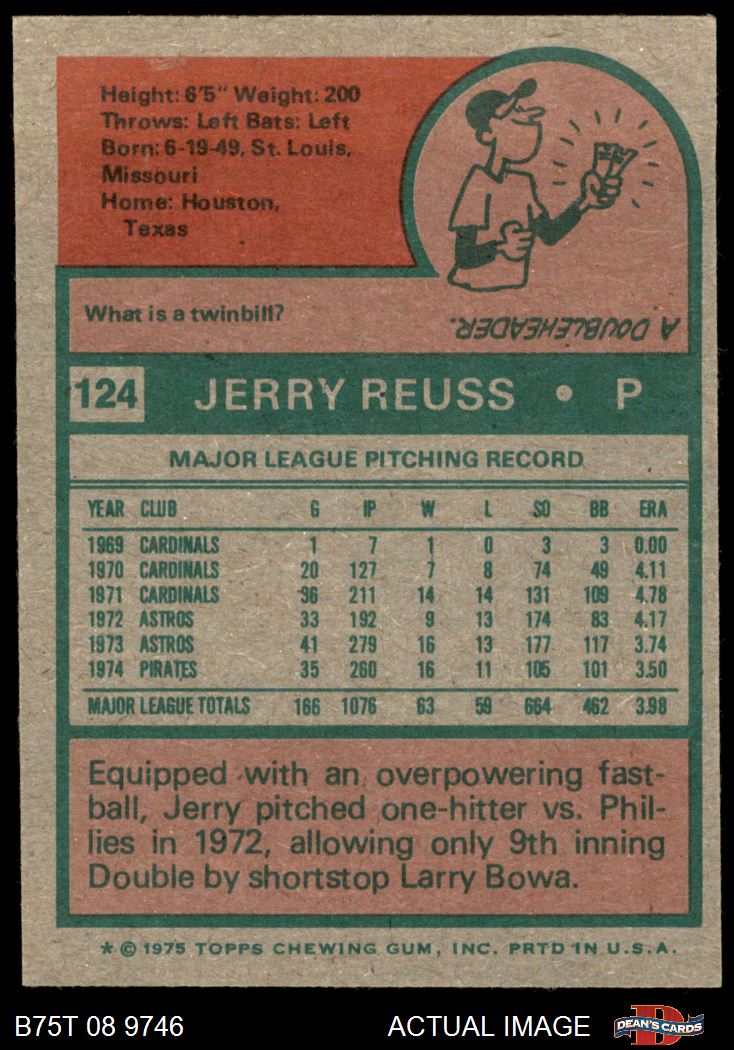 Height: 6'5" Weight: 200
Throws: Left Bats: Left
Born: 6-19-49, St. Louis,
Missouri
Home: Houston,
Texas
What is a twinbill?
A DOUBLEHEADER.
124 JERRY REUSS • P
MAJOR LEAGUE PITCHING RECORD
YEAR CLUB G IP W L SO BB ERA
1969 CARDINALS 1 7 1 0 3 3 0.00
1970 CARDINALS 20 127 7 8 74 49 4.11
1971 CARDINALS 36 211 14 14 131 109 4.78
1972 ASTROS 33 192 9 13 174 83 4.17
1973 ASTROS 41 279 16 13 177 117 3.74
1974 PIRATES 35 260 16 11 105 101 3.50
MAJOR LEAGUE TOTALS 166 1076 63 59 664 462 3.98
Equipped with an overpowering fast-
ball, Jerry pitched one-hitter vs. Phil-
lies in 1972, allowing only 9th inning
Double by shortstop Larry Bowa.
* © 1975 TOPPS CHEWING GUM, INC. PRTD IN U.S.A.
B75T 08 9746 ACTUAL IMAGE DEAN'S CARDS